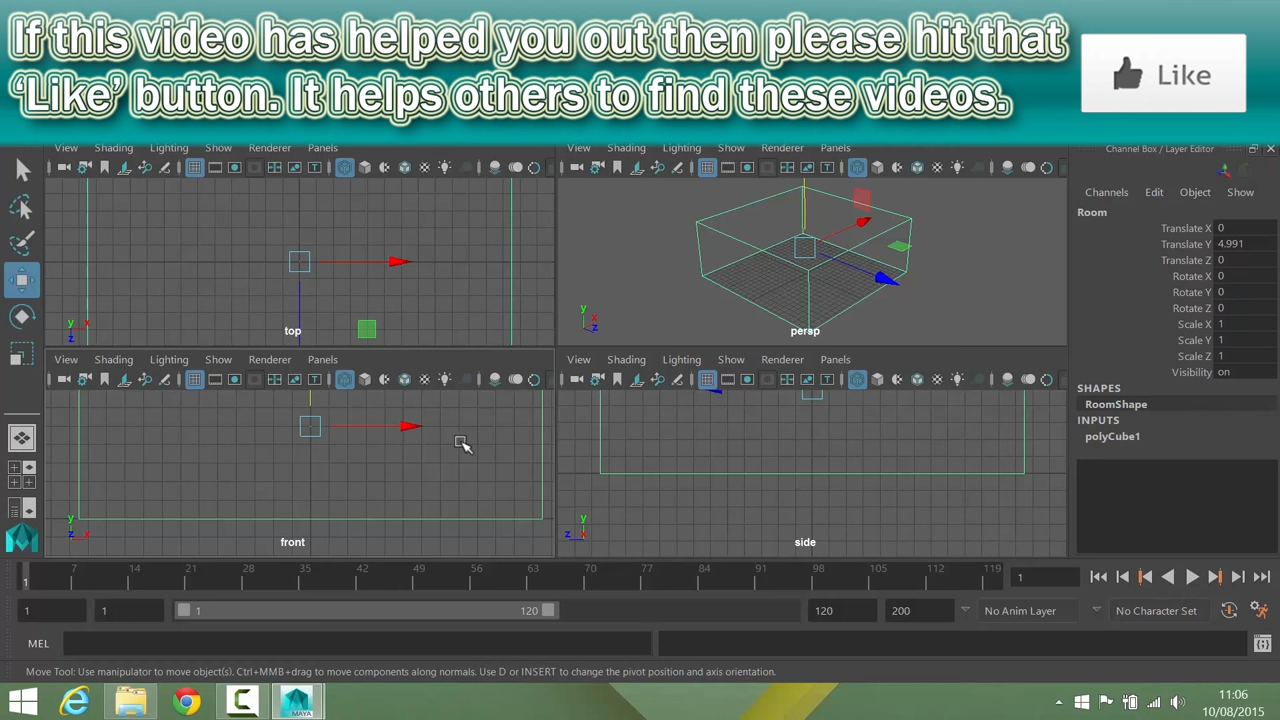 If this video has helped you out then please hit that
'Like' button. It helps others to find these videos.
Like
View Shading Lighting Show Renderer Panels
View Shading Lighting Show Renderer Panels
Channel Box / Layer Editor
Channels Edit Object Show
Room
Translate X 0
Translate Y 4.991
Translate Z 0
Rotate X 0
Rotate Y 0
Rotate Z 0
Scale X 1
Scale Y 1
Scale Z 1
Visibility on
SHAPES
RoomShape
INPUTS
polyCube1
y x z
top
y x z
persp
View Shading Lighting Show Renderer Panels
View Shading Lighting Show Renderer Panels
y z x
front
y z x
side
1 7 14 21 28 35 42 49 56 63 70 77 84 91 98 105 112 119
1
1 1 1 120 120 200 No Anim Layer No Character Set
MEL
Move Tool: Use manipulator to move object(s). Ctrl+MMB+drag to move components along normals. Use D or INSERT to change the pivot position and axis orientation.
MAYA
11:06
10/08/2015